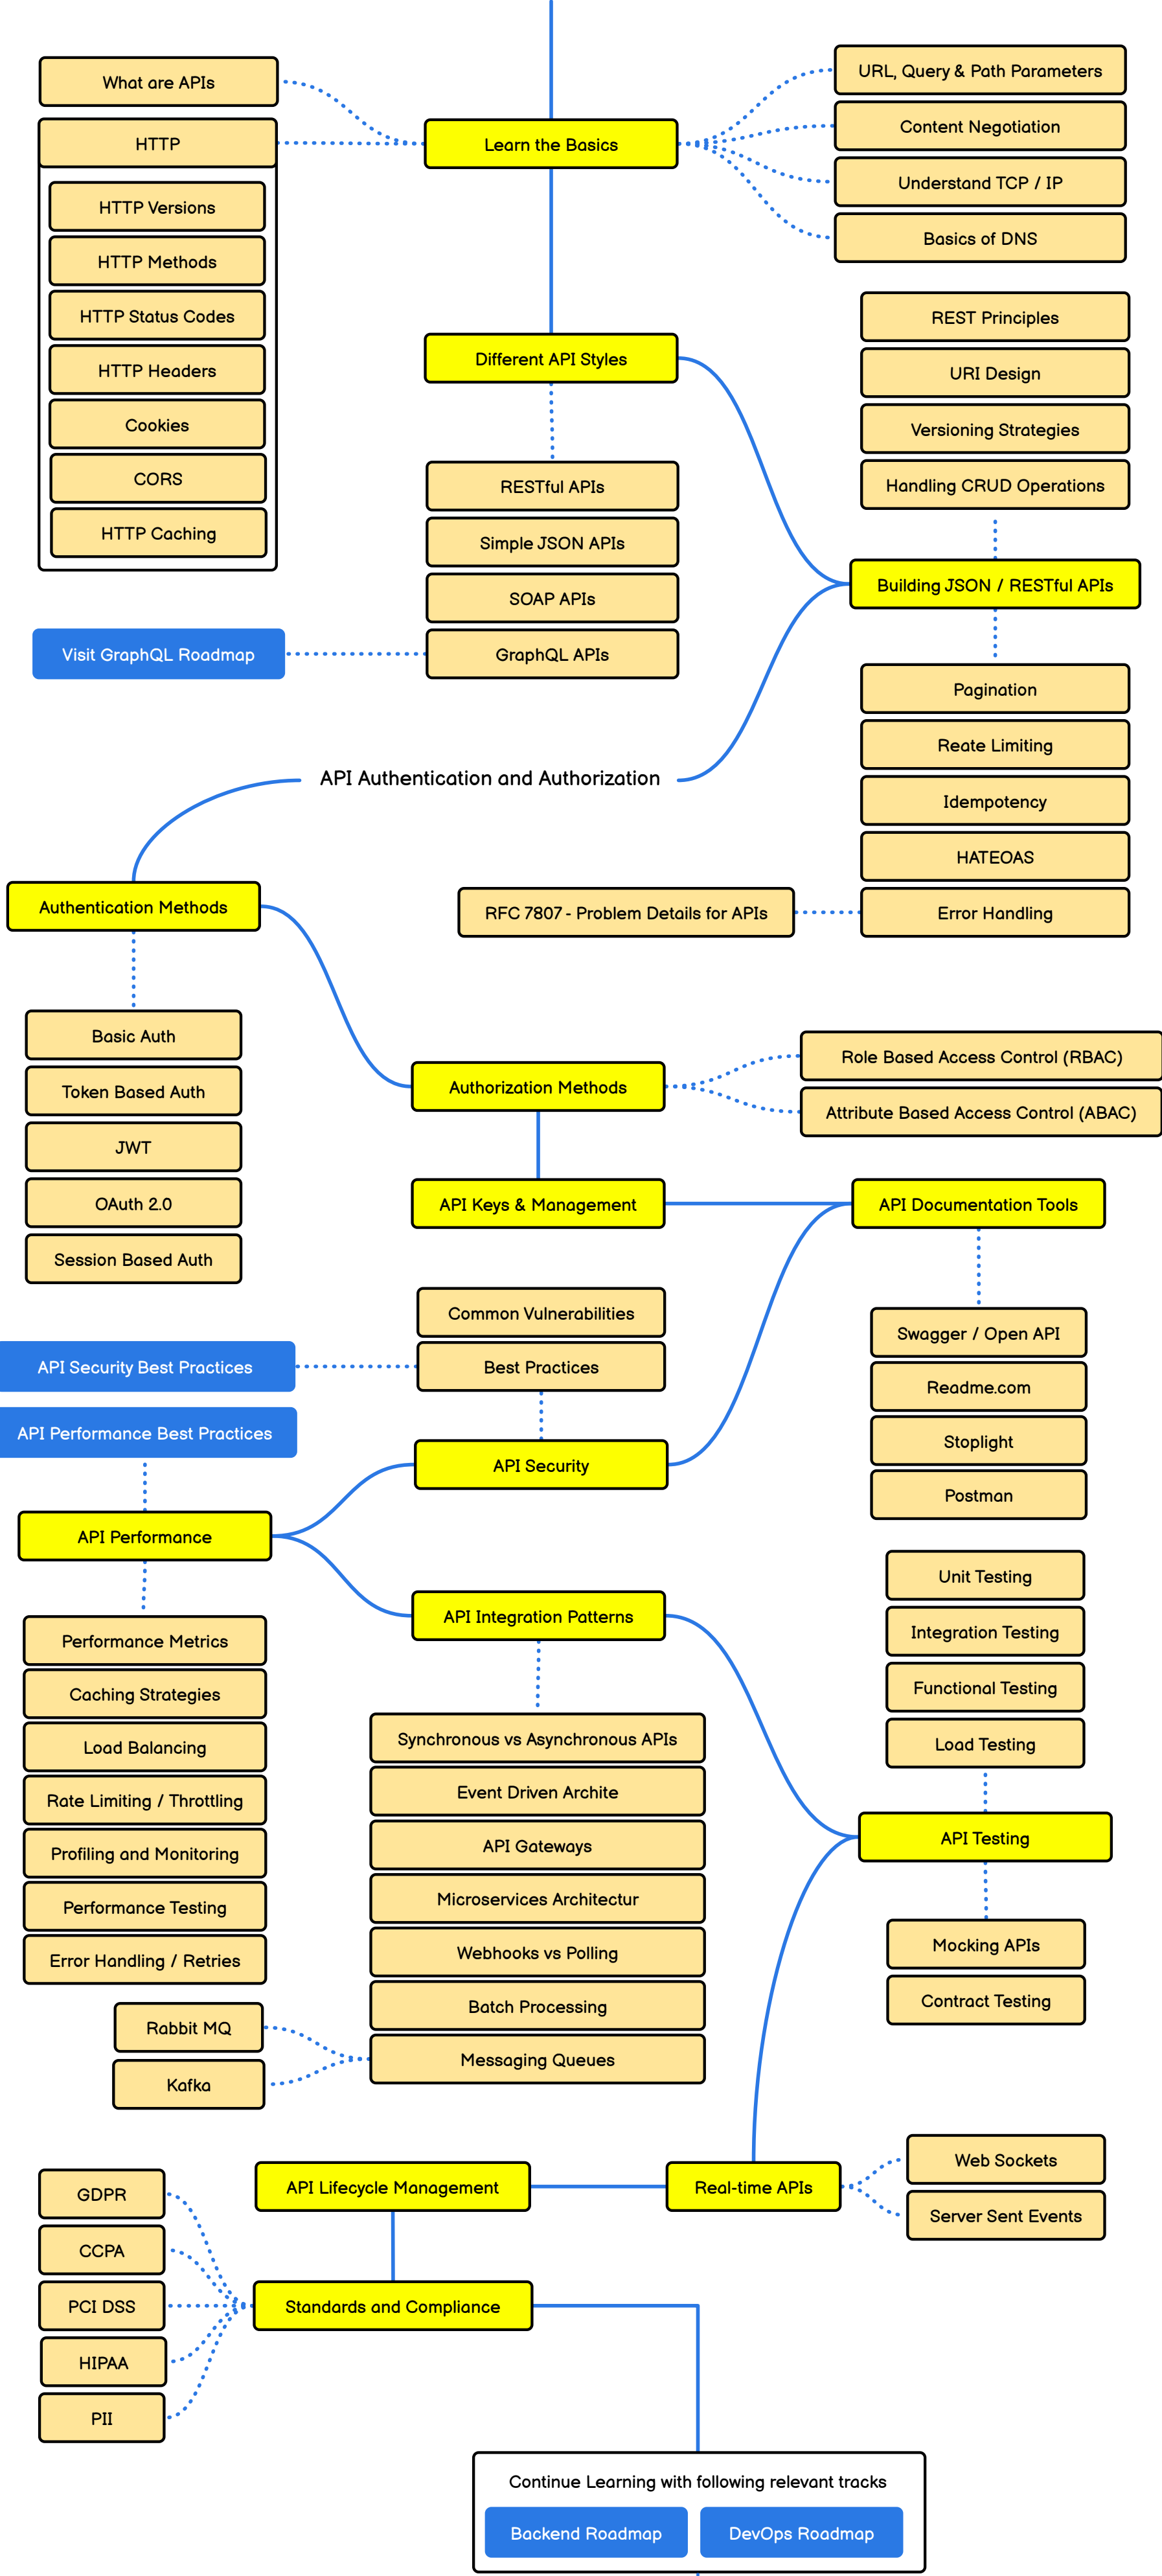 What are APIs
HTTP
HTTP Versions
HTTP Methods
HTTP Status Codes
HTTP Headers
Cookies
CORS
HTTP Caching
Learn the Basics
URL, Query & Path Parameters
Content Negotiation
Understand TCP / IP
Basics of DNS
Different API Styles
RESTful APIs
Simple JSON APIs
SOAP APIs
GraphQL APIs
Visit GraphQL Roadmap
REST Principles
URI Design
Versioning Strategies
Handling CRUD Operations
Building JSON / RESTful APIs
Pagination
Reate Limiting
Idempotency
HATEOAS
Error Handling
RFC 7807 - Problem Details for APIs
API Authentication and Authorization
Authentication Methods
Basic Auth
Token Based Auth
JWT
OAuth 2.0
Session Based Auth
Authorization Methods
Role Based Access Control (RBAC)
Attribute Based Access Control (ABAC)
API Keys & Management
API Documentation Tools
Swagger / Open API
Readme.com
Stoplight
Postman
Common Vulnerabilities
Best Practices
API Security Best Practices
API Security
API Performance Best Practices
API Performance
Performance Metrics
Caching Strategies
Load Balancing
Rate Limiting / Throttling
Profiling and Monitoring
Performance Testing
Error Handling / Retries
API Integration Patterns
Synchronous vs Asynchronous APIs
Event Driven Archite
API Gateways
Microservices Architectur
Webhooks vs Polling
Batch Processing
Messaging Queues
Rabbit MQ
Kafka
Unit Testing
Integration Testing
Functional Testing
Load Testing
API Testing
Mocking APIs
Contract Testing
Real-time APIs
Web Sockets
Server Sent Events
API Lifecycle Management
Standards and Compliance
GDPR
CCPA
PCI DSS
HIPAA
PII
Continue Learning with following relevant tracks
Backend Roadmap
DevOps Roadmap